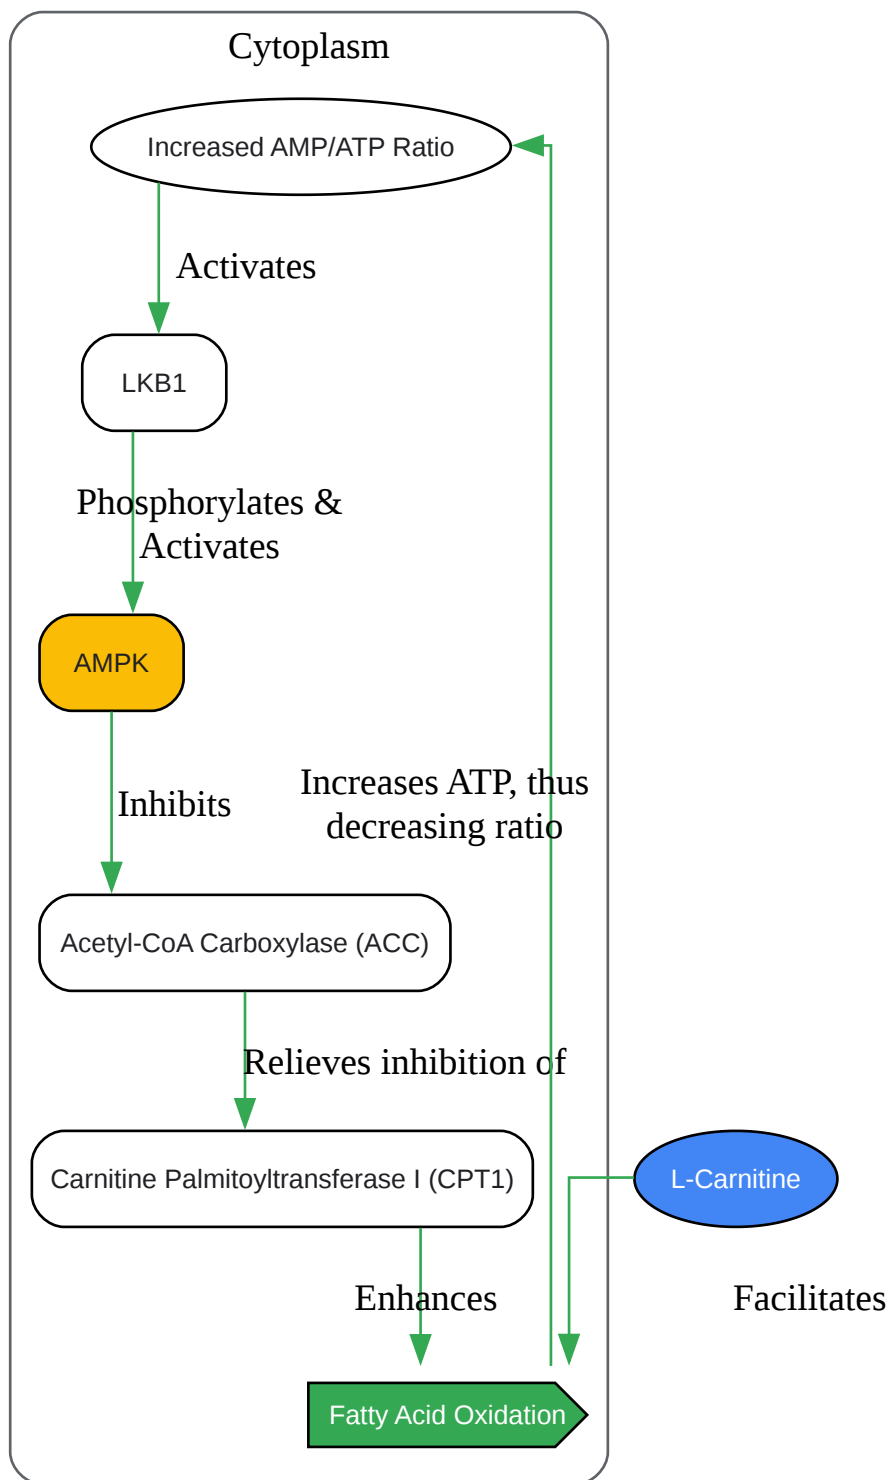 Cytoplasm
Increased AMP/ATP Ratio
Activates
LKB1
Phosphorylates &
Activates
AMPK
Inhibits
Increases ATP, thus
decreasing ratio
Acetyl-CoA Carboxylase (ACC)
Relieves inhibition of
Carnitine Palmitoyltransferase I (CPT1)
L-Carnitine
Enhances
Facilitates
Fatty Acid Oxidation